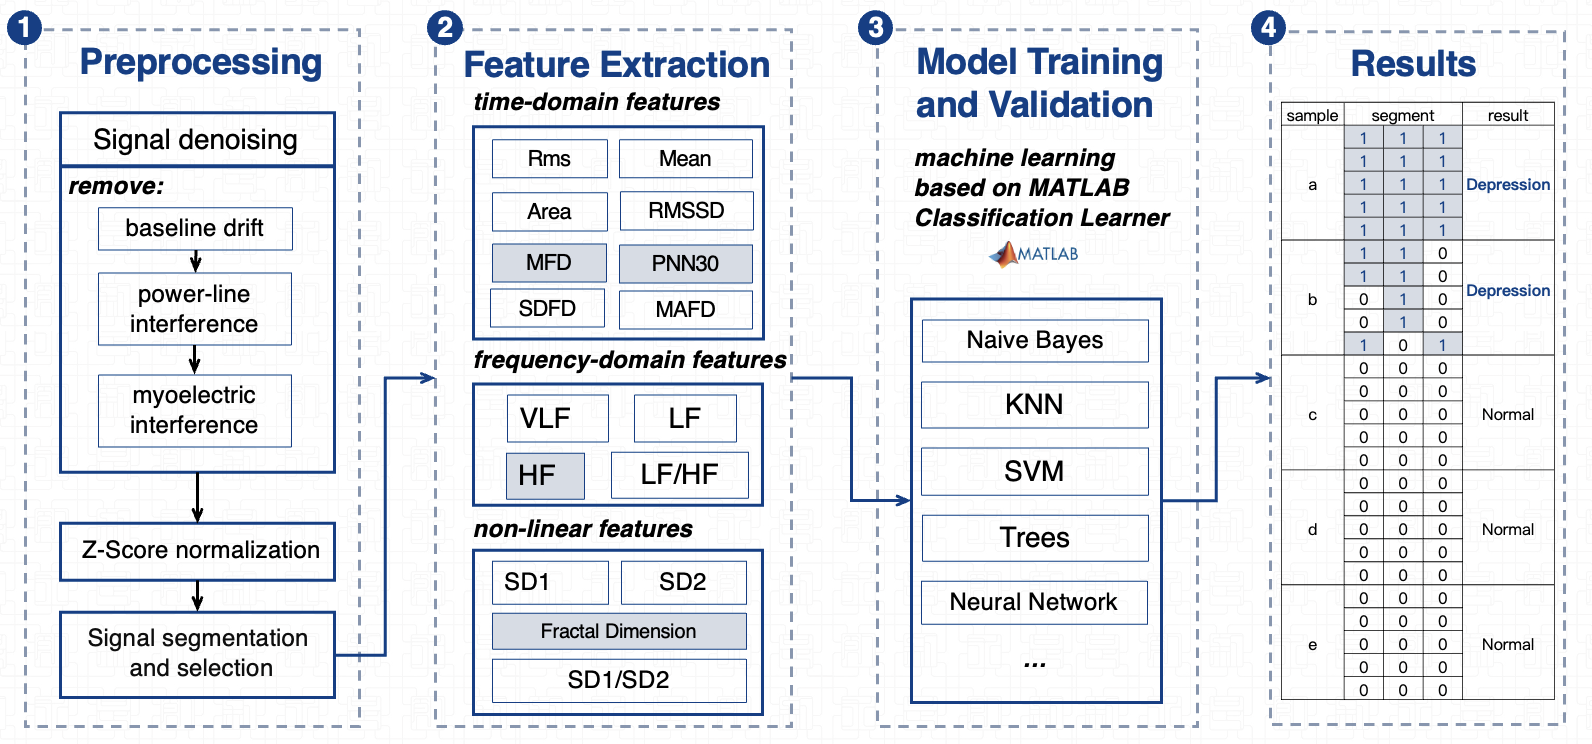 1
Preprocessing
Signal denoising
remove:
baseline drift
power-line
interference
myoelectric
interference
Z-Score normalization
Signal segmentation
and selection
2
Feature Extraction
time-domain features
Rms Mean
Area RMSSD
MFD PNN30
SDFD MAFD
frequency-domain features
VLF LF
HF LF/HF
non-linear features
SD1 SD2
Fractal Dimension
SD1/SD2
3
Model Training
and Validation
machine learning
based on MATLAB
Classification Learner
MATLAB
Naive Bayes
KNN
SVM
Trees
Neural Network
...
4
Results
sample segment result
1 1 1
1 1 1
a 1 1 1 Depression
1 1 1
1 1 1
1 1 0
1 1 0
b 0 1 0 Depression
0 1 0
1 0 1
0 0 0
0 0 0
c 0 0 0 Normal
0 0 0
0 0 0
0 0 0
0 0 0
d 0 0 0 Normal
0 0 0
0 0 0
0 0 0
0 0 0
e 0 0 0 Normal
0 0 0
0 0 0